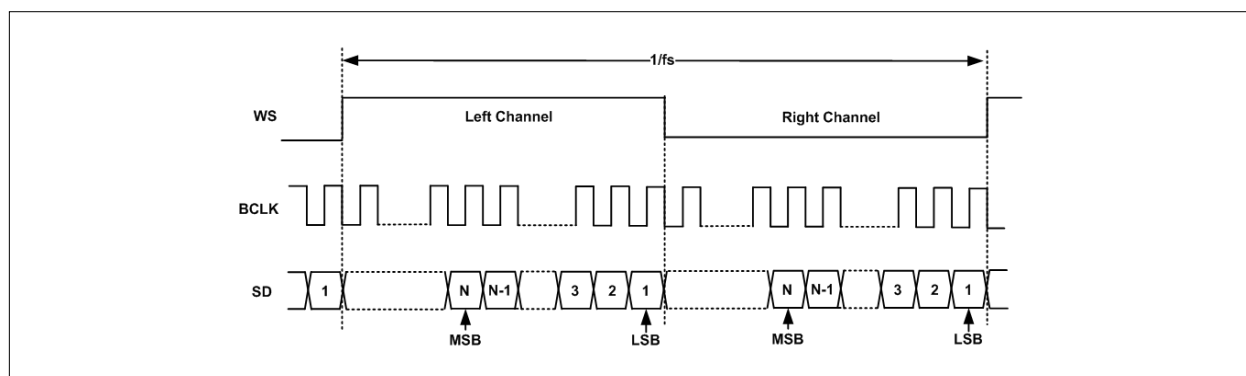 1/fs
WS
Left Channel
Right Channel
BCLK
SD
1
N
N-1
3
2
1
N
N-1
3
2
1
MSB
LSB
MSB
LSB